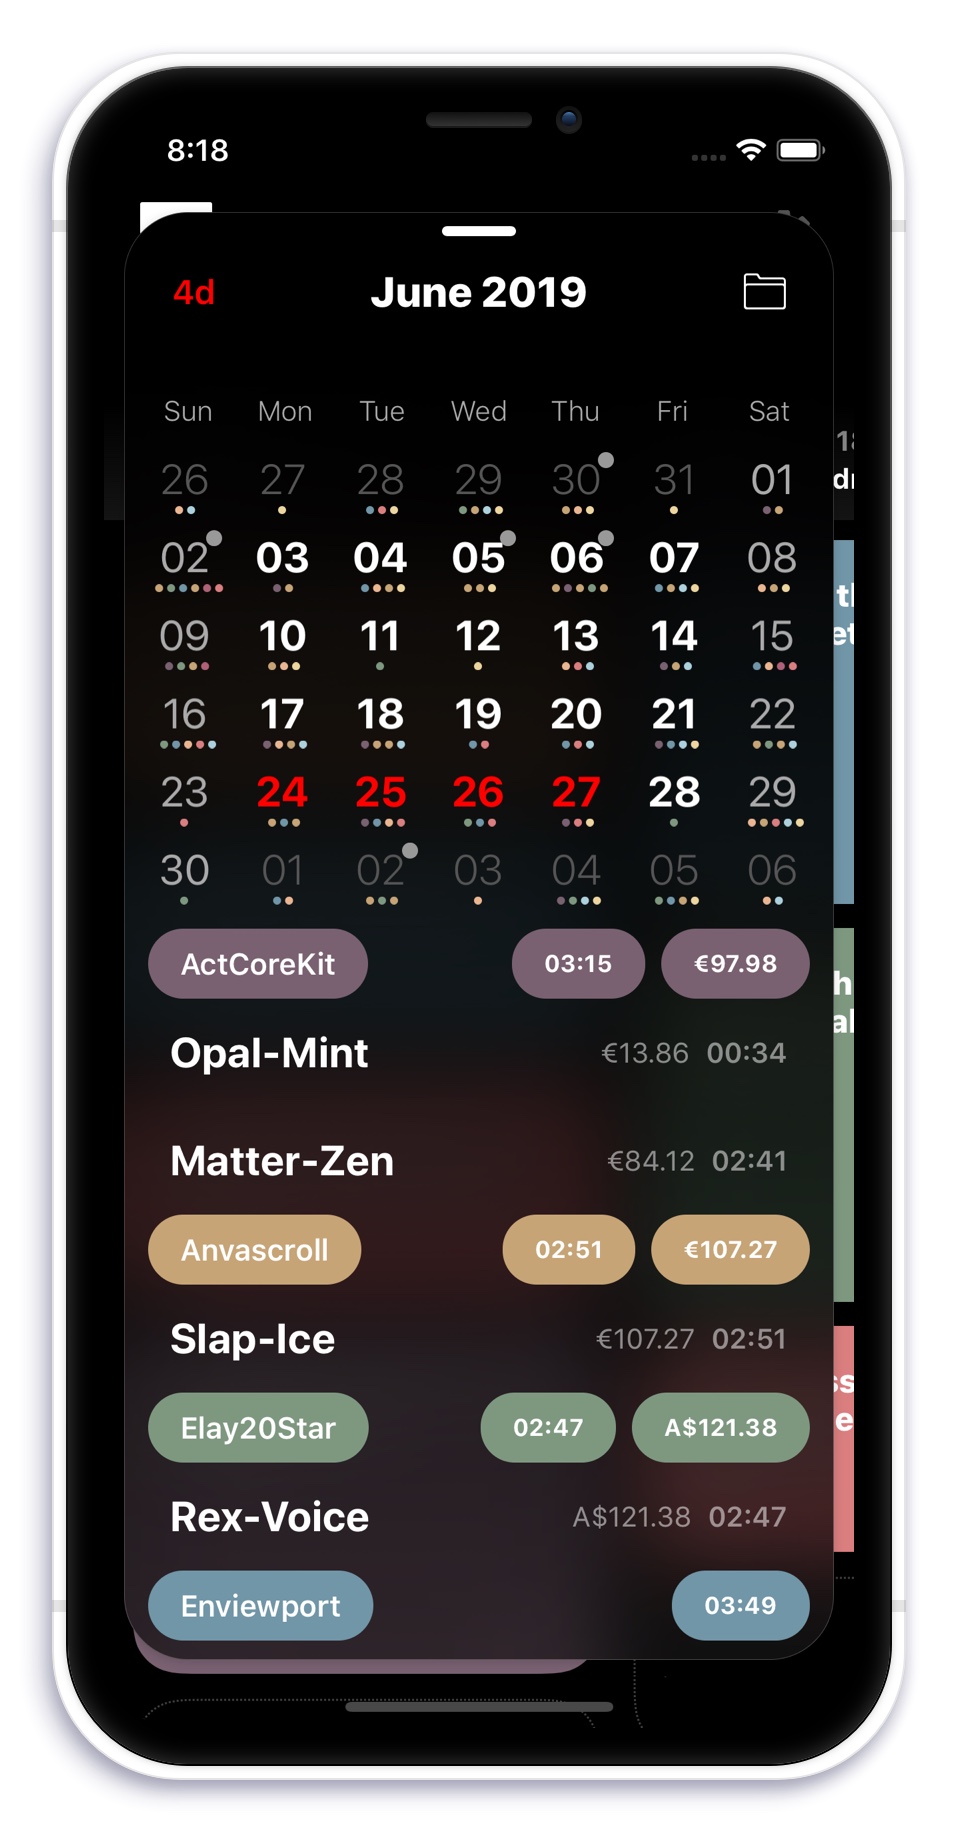 8:18
4d June 2019
Sun Mon Tue Wed Thu Fri Sat
26 27 28 29 30 31 01
02 03 04 05 06 07 08
09 10 11 12 13 14 15
16 17 18 19 20 21 22
23 24 25 26 27 28 29
30 01 02 03 04 05 06
ActCoreKit 03:15 €97.98
Opal-Mint €13.86 00:34
Matter-Zen €84.12 02:41
Anvascroll 02:51 €107.27
Slap-Ice €107.27 02:51
Elay20Star 02:47 A$121.38
Rex-Voice A$121.38 02:47
Enviewport 03:49